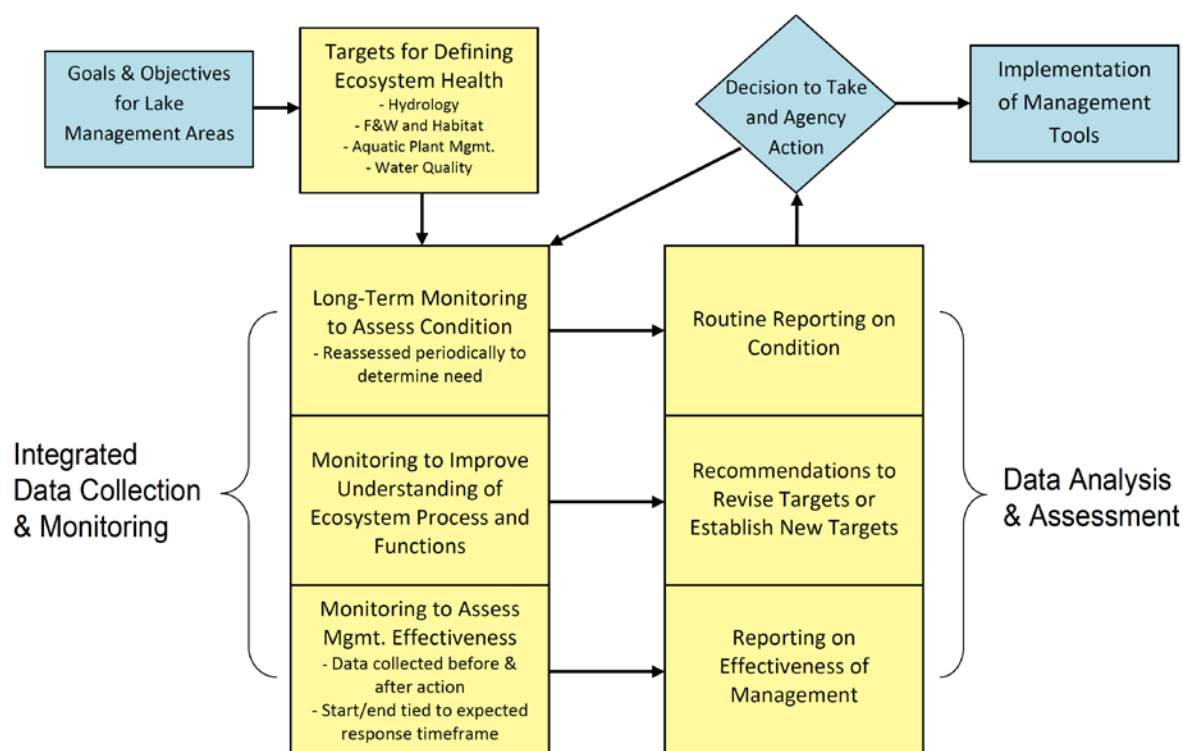 Goals & Objectives
for Lake
Management Areas
Targets for Defining
Ecosystem Health
- Hydrology
- F&W and Habitat
- Aquatic Plant Mgmt.
- Water Quality
Decision to Take
and Agency
Action
Implementation
of Management
Tools
Integrated
Data Collection
& Monitoring
Long-Term Monitoring
to Assess Condition
- Reassessed periodically to
determine need
Monitoring to Improve
Understanding of
Ecosystem Process and
Functions
Monitoring to Assess
Mgmt. Effectiveness
- Data collected before &
after action
- Start/end tied to expected
response timeframe
Routine Reporting on
Condition
Recommendations to
Revise Targets or
Establish New Targets
Reporting on
Effectiveness of
Management
Data Analysis
& Assessment